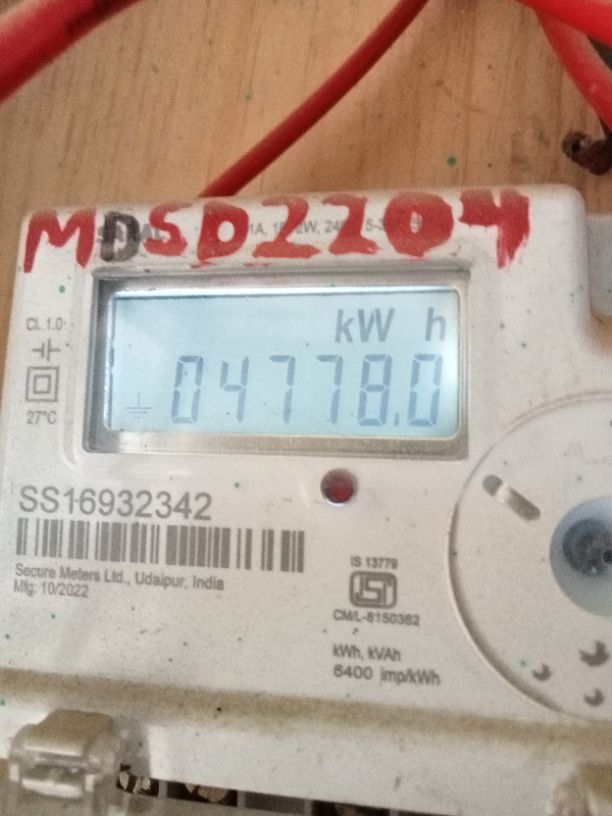 MDSD2204
kW h
04778.0
Cl. 1.0
27°C
SS16932342
Secure Meters Ltd., Udaipur, India
Mfg: 10/2022
IS 13779
ISI
CM/L-8150362
kWh, kVAh
6400 imp/kWh